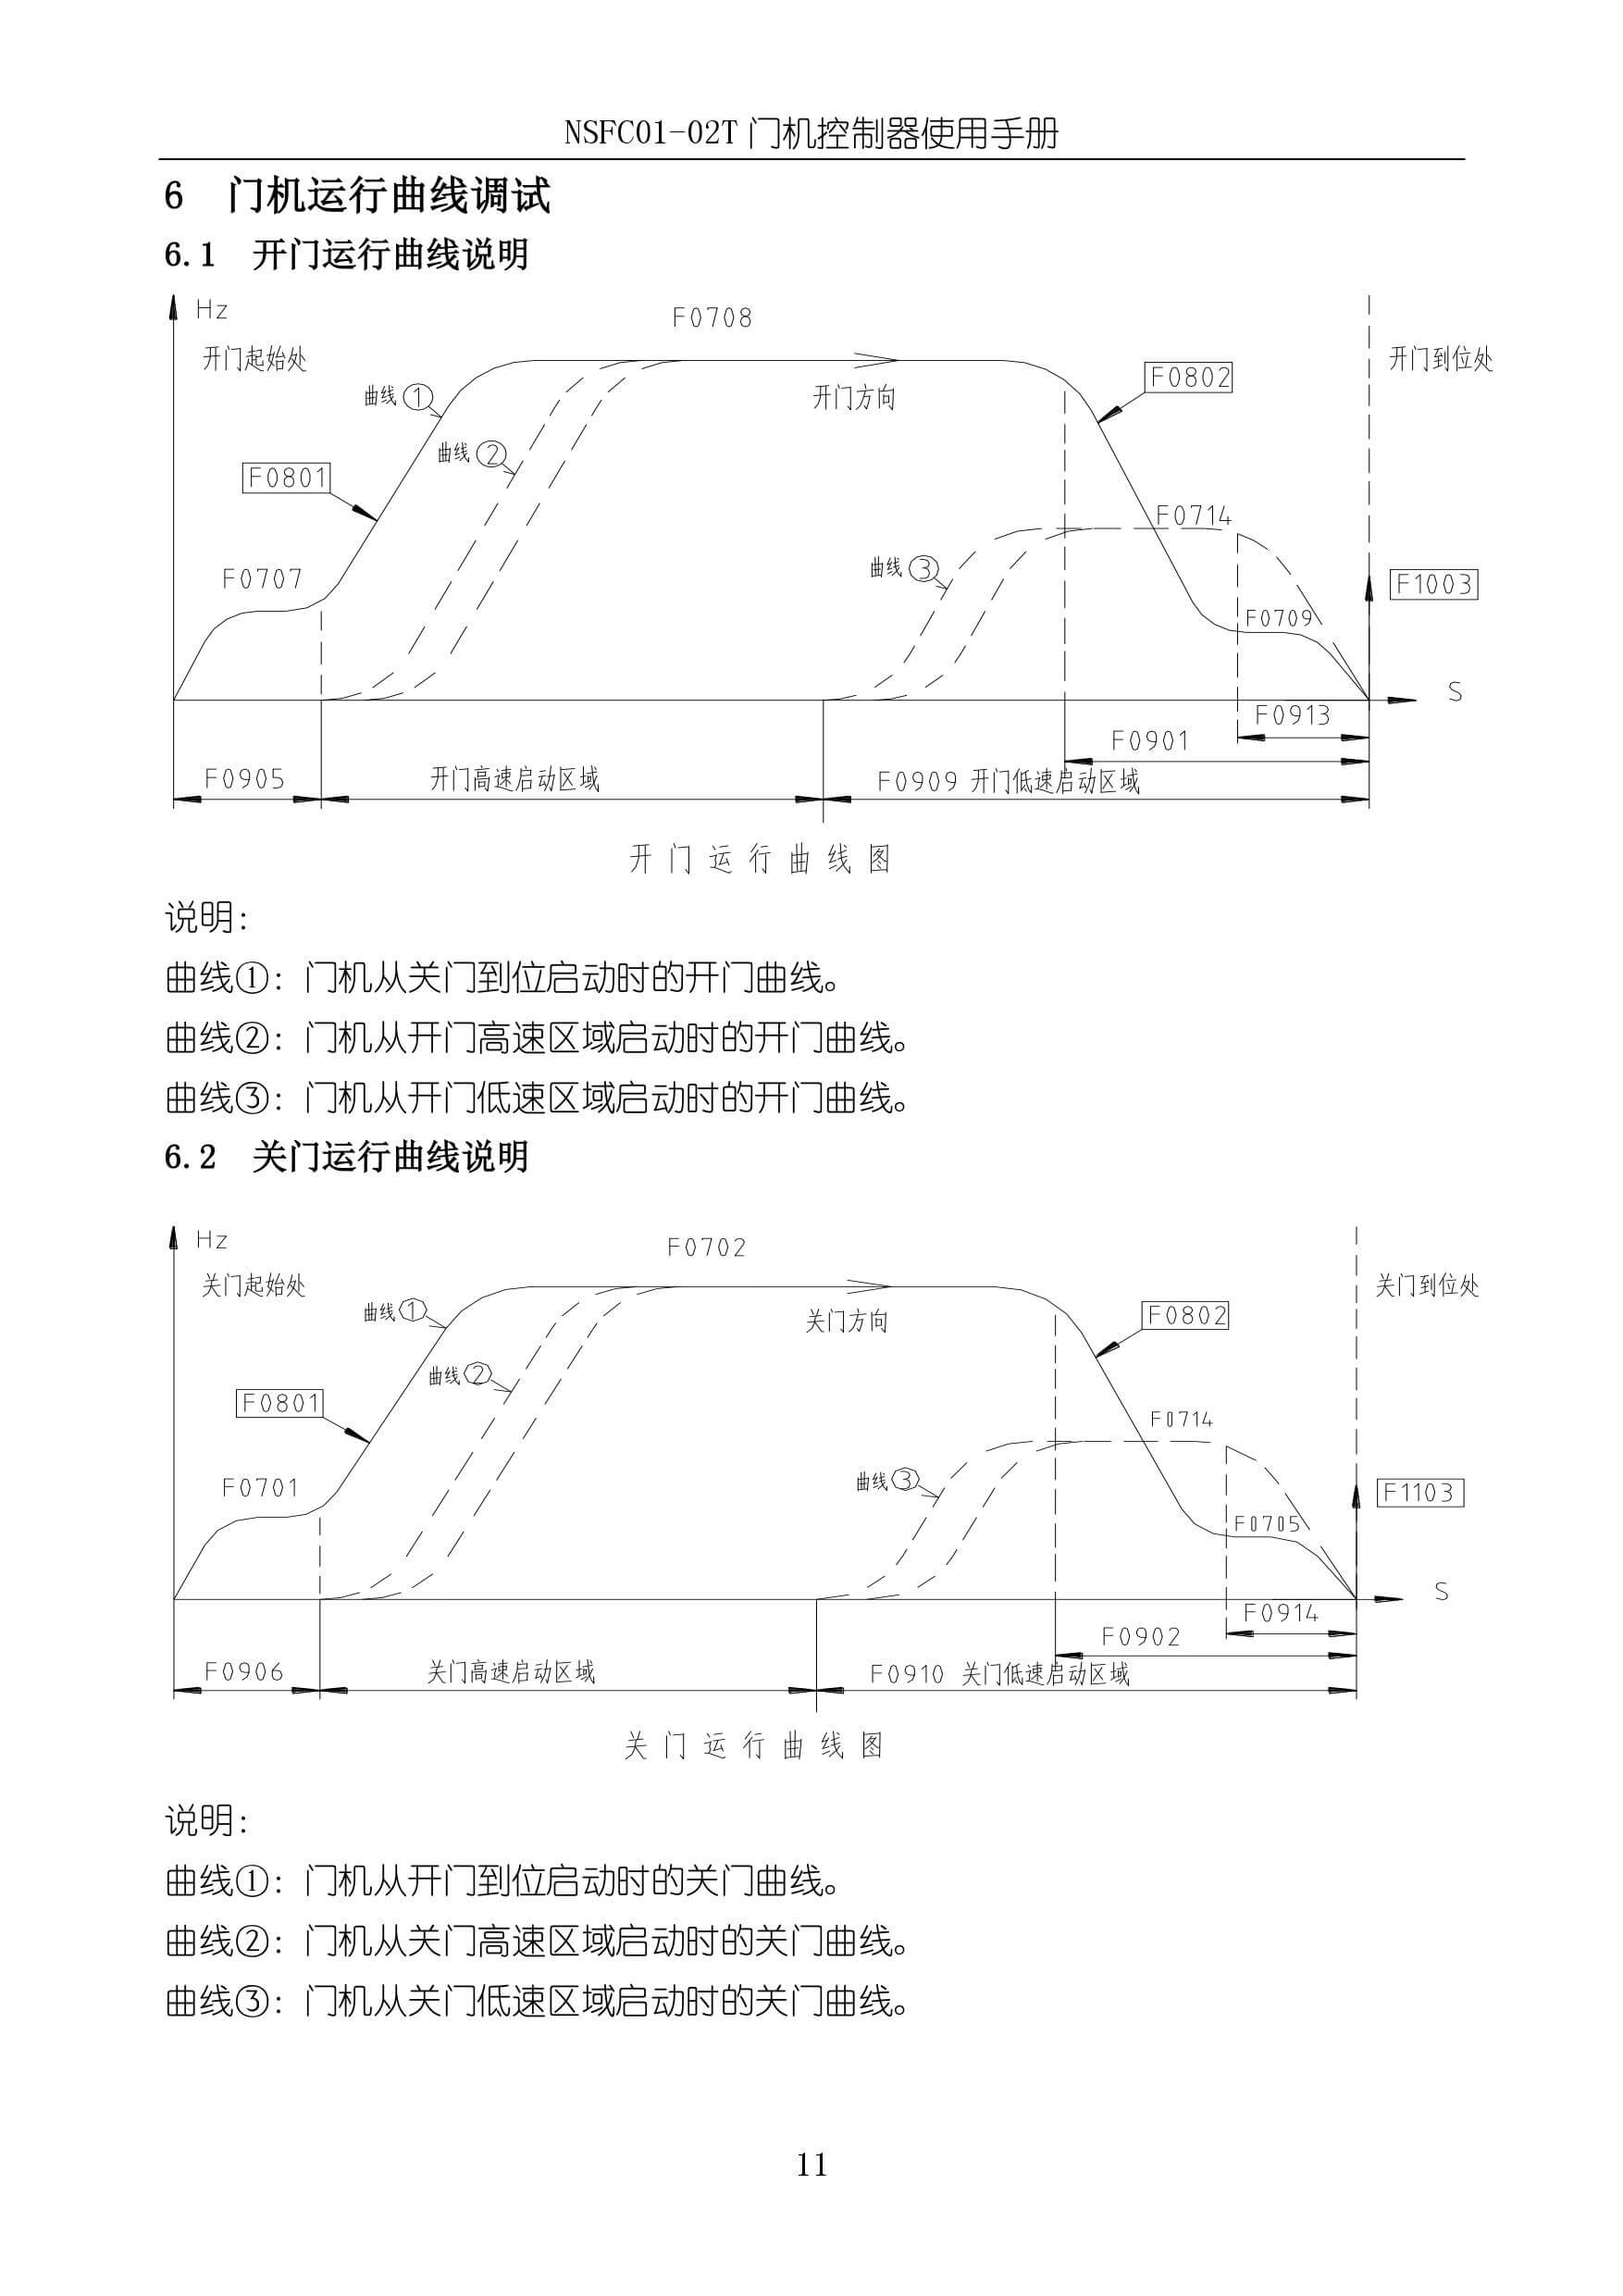 NSFC01-02T 门机控制器使用手册
6 门机运行曲线调试
6.1 开门运行曲线说明
Hz
F0708
开门起始处
开门到位处
F0802
曲线①
开门方向
曲线②
F0801
F0714
曲线③
F0707
F1003
F0709
S
F0913
F0901
F0905
开门高速启动区域
F0909 开门低速启动区域
开门运行曲线图
说明：
曲线①：门机从关门到位启动时的开门曲线。
曲线②：门机从开门高速区域启动时的开门曲线。
曲线③：门机从开门低速区域启动时的开门曲线。
6.2 关门运行曲线说明
Hz
F0702
关门起始处
关门到位处
曲线①
F0802
关门方向
曲线②
F0801
F0714
曲线③
F0701
F1103
F0705
S
F0914
F0902
F0906
关门高速启动区域
F0910 关门低速启动区域
关门运行曲线图
说明：
曲线①：门机从开门到位启动时的关门曲线。
曲线②：门机从关门高速区域启动时的关门曲线。
曲线③：门机从关门低速区域启动时的关门曲线。
11